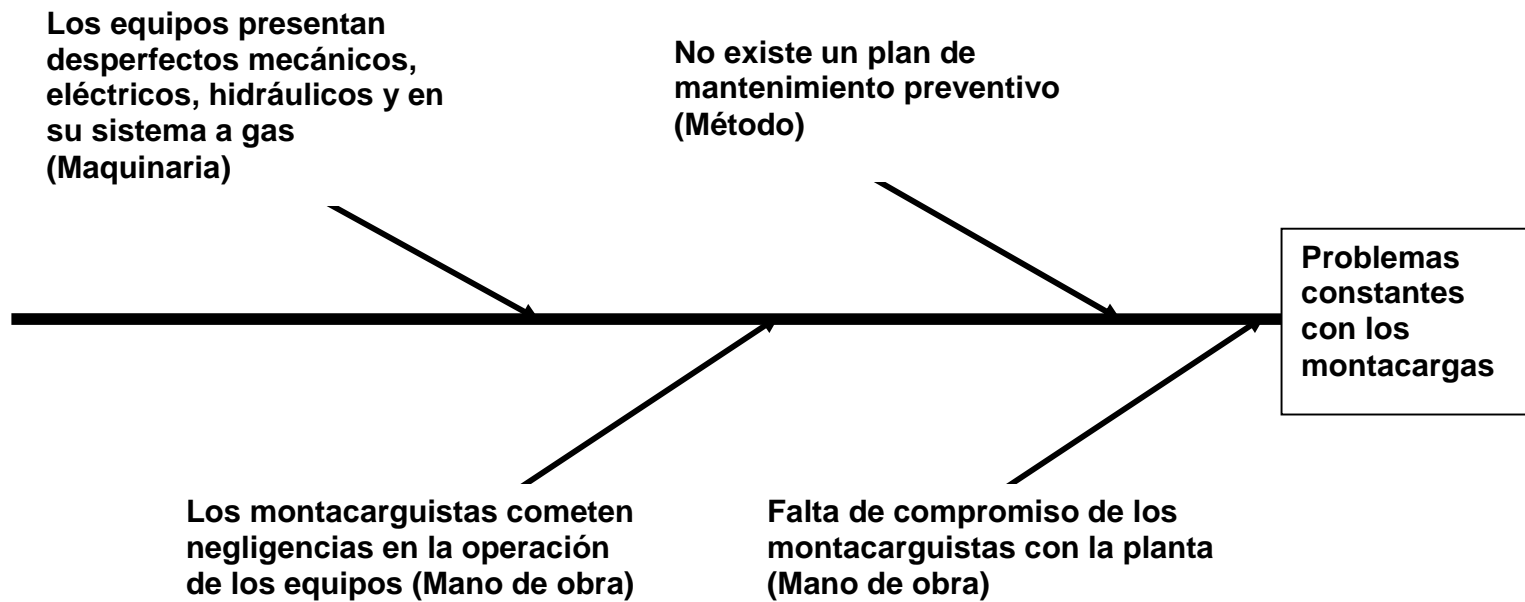 Los equipos presentan
desperfectos mecánicos,
eléctricos, hidráulicos y en
su sistema a gas
(Maquinaria)
No existe un plan de
mantenimiento preventivo
(Método)
Problemas
constantes
con los
montacargas
Los montacarguistas cometen
negligencias en la operación
de los equipos (Mano de obra)
Falta de compromiso de los
montacarguistas con la planta
(Mano de obra)